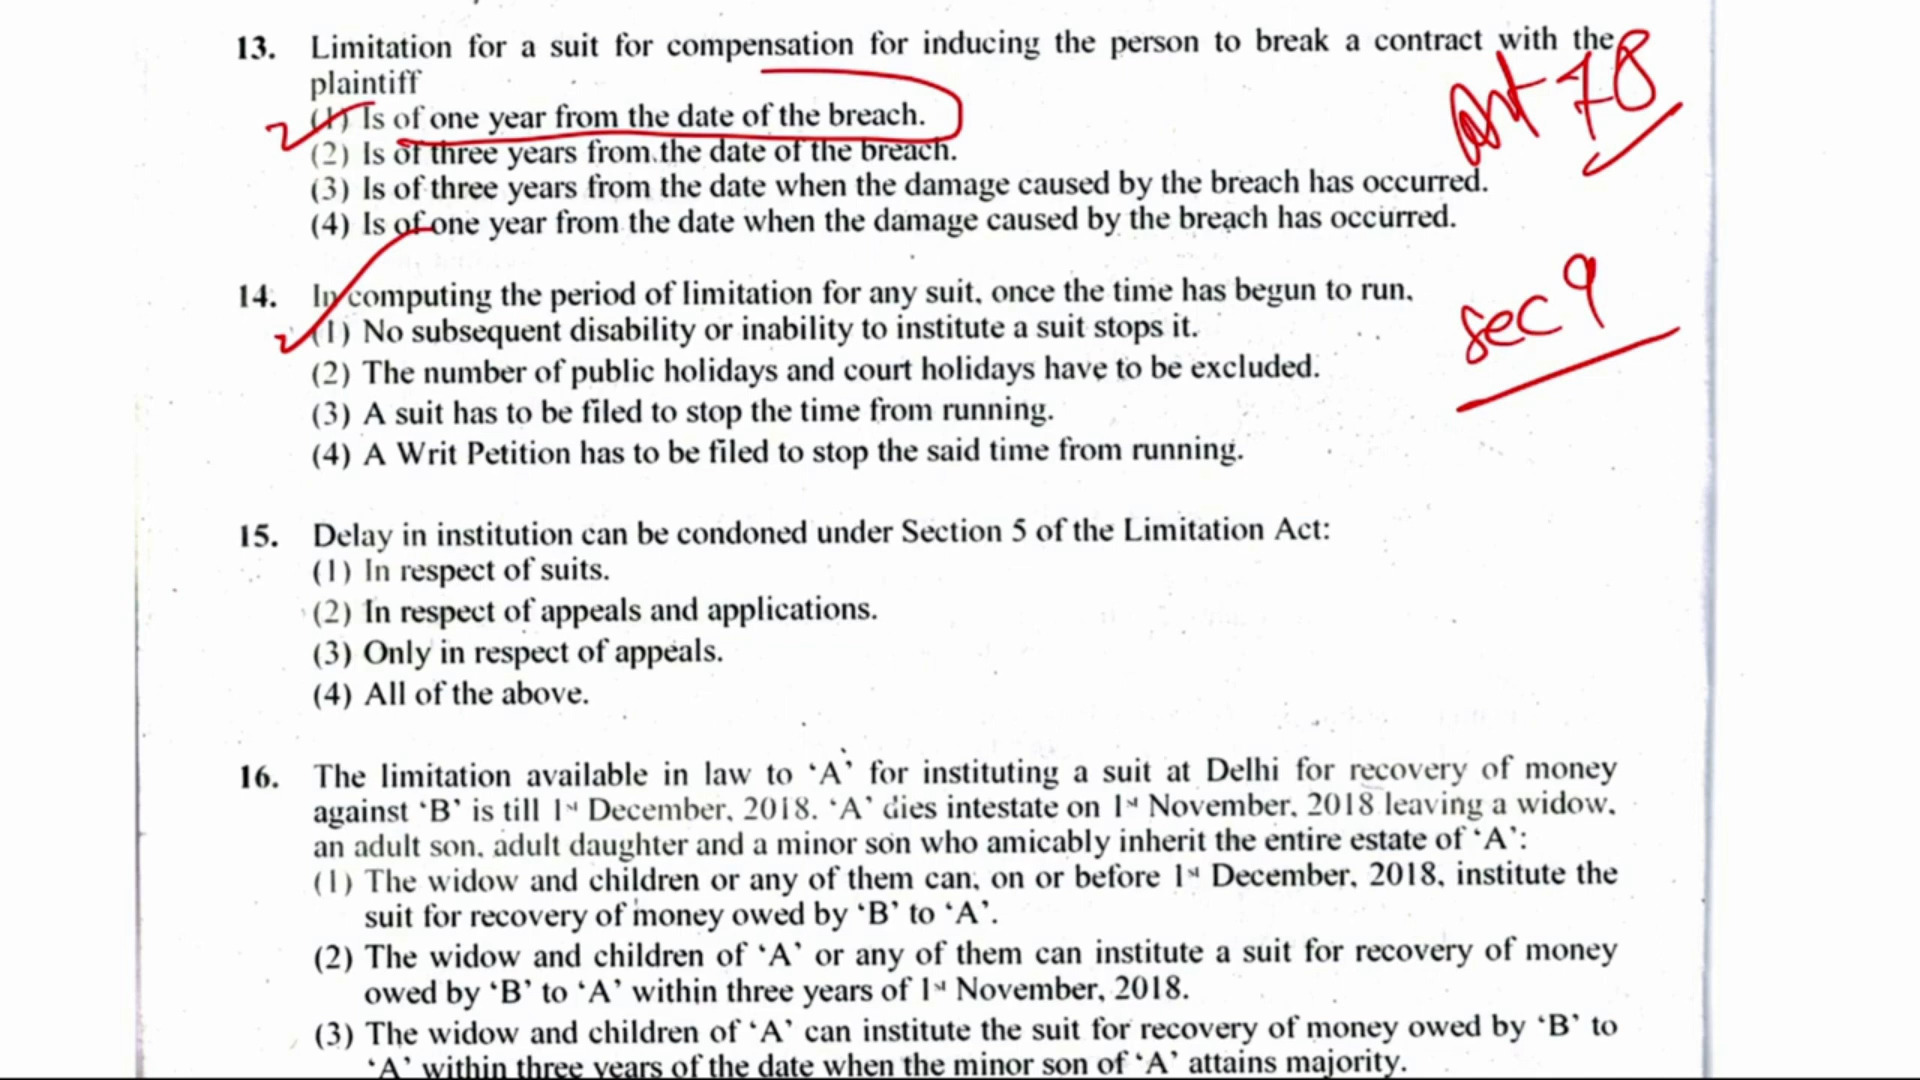 13. Limitation for a suit for compensation for inducing the person to break a contract with the
plaintiff
(1) Is of one year from the date of the breach.
(2) Is of three years from the date of the breach.
(3) Is of three years from the date when the damage caused by the breach has occurred.
(4) Is of one year from the date when the damage caused by the breach has occurred.
art 78
14. In computing the period of limitation for any suit, once the time has begun to run,
(1) No subsequent disability or inability to institute a suit stops it.
(2) The number of public holidays and court holidays have to be excluded.
(3) A suit has to be filed to stop the time from running.
(4) A Writ Petition has to be filed to stop the said time from running.
sec 9
15. Delay in institution can be condoned under Section 5 of the Limitation Act:
(1) In respect of suits.
(2) In respect of appeals and applications.
(3) Only in respect of appeals.
(4) All of the above.
16. The limitation available in law to ‘A’ for instituting a suit at Delhi for recovery of money
against ‘B’ is till 1st December, 2018. ‘A’ dies intestate on 1st November, 2018 leaving a widow,
an adult son, adult daughter and a minor son who amicably inherit the entire estate of ‘A’:
(1) The widow and children or any of them can, on or before 1st December, 2018, institute the
suit for recovery of money owed by ‘B’ to ‘A’.
(2) The widow and children of ‘A’ or any of them can institute a suit for recovery of money
owed by ‘B’ to ‘A’ within three years of 1st November, 2018.
(3) The widow and children of ‘A’ can institute the suit for recovery of money owed by ‘B’ to
‘A’ within three years of the date when the minor son of ‘A’ attains majority.